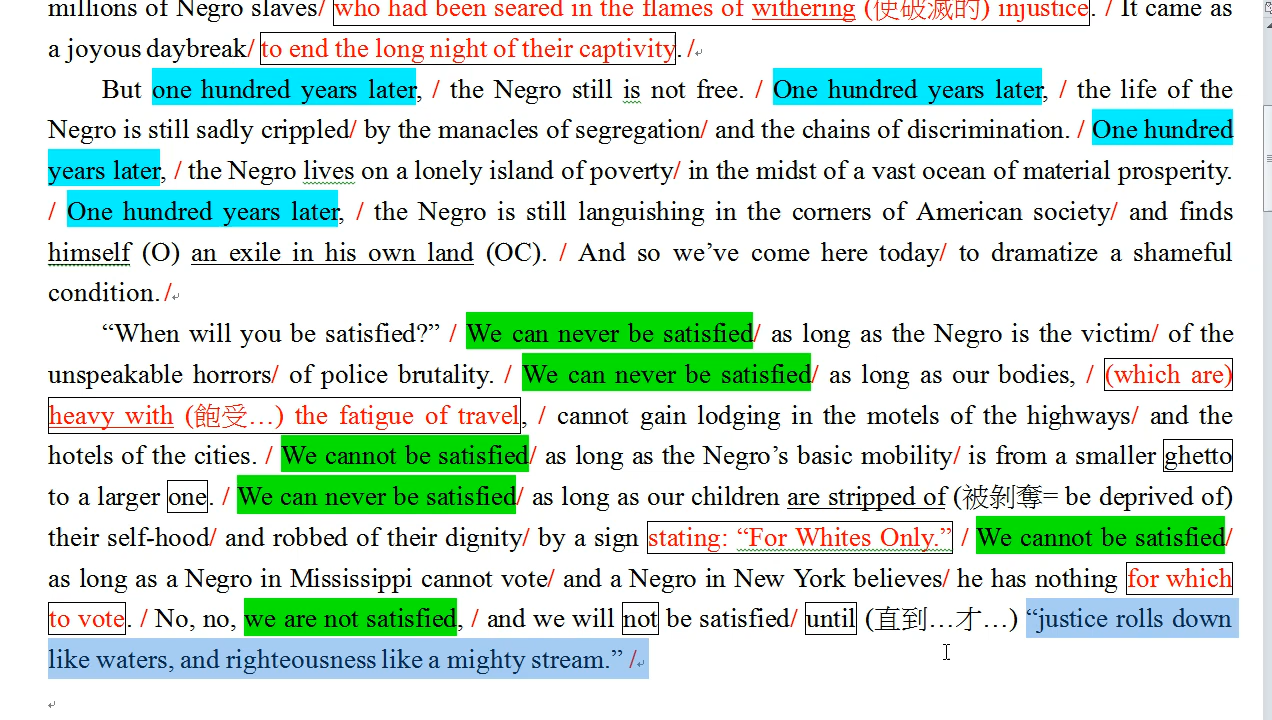 millions of Negro slaves/ who had been seared in the flames of withering (使破滅的) injustice. / It came as
a joyous daybreak/ to end the long night of their captivity. /
But one hundred years later, / the Negro still is not free. / One hundred years later, / the life of the
Negro is still sadly crippled/ by the manacles of segregation/ and the chains of discrimination. / One hundred
years later, / the Negro lives on a lonely island of poverty/ in the midst of a vast ocean of material prosperity.
/ One hundred years later, / the Negro is still languishing in the corners of American society/ and finds
himself (O) an exile in his own land (OC). / And so we’ve come here today/ to dramatize a shameful
condition. /
“When will you be satisfied?” / We can never be satisfied/ as long as the Negro is the victim/ of the
unspeakable horrors/ of police brutality. / We can never be satisfied/ as long as our bodies, / (which are)
heavy with (飽受…) the fatigue of travel, / cannot gain lodging in the motels of the highways/ and the
hotels of the cities. / We cannot be satisfied/ as long as the Negro’s basic mobility/ is from a smaller ghetto
to a larger one. / We can never be satisfied/ as long as our children are stripped of (被剝奪= be deprived of)
their self-hood/ and robbed of their dignity/ by a sign stating: “For Whites Only.” / We cannot be satisfied/
as long as a Negro in Mississippi cannot vote/ and a Negro in New York believes/ he has nothing for which
to vote. / No, no, we are not satisfied, / and we will not be satisfied/ until (直到…才…) “justice rolls down
like waters, and righteousness like a mighty stream.” /